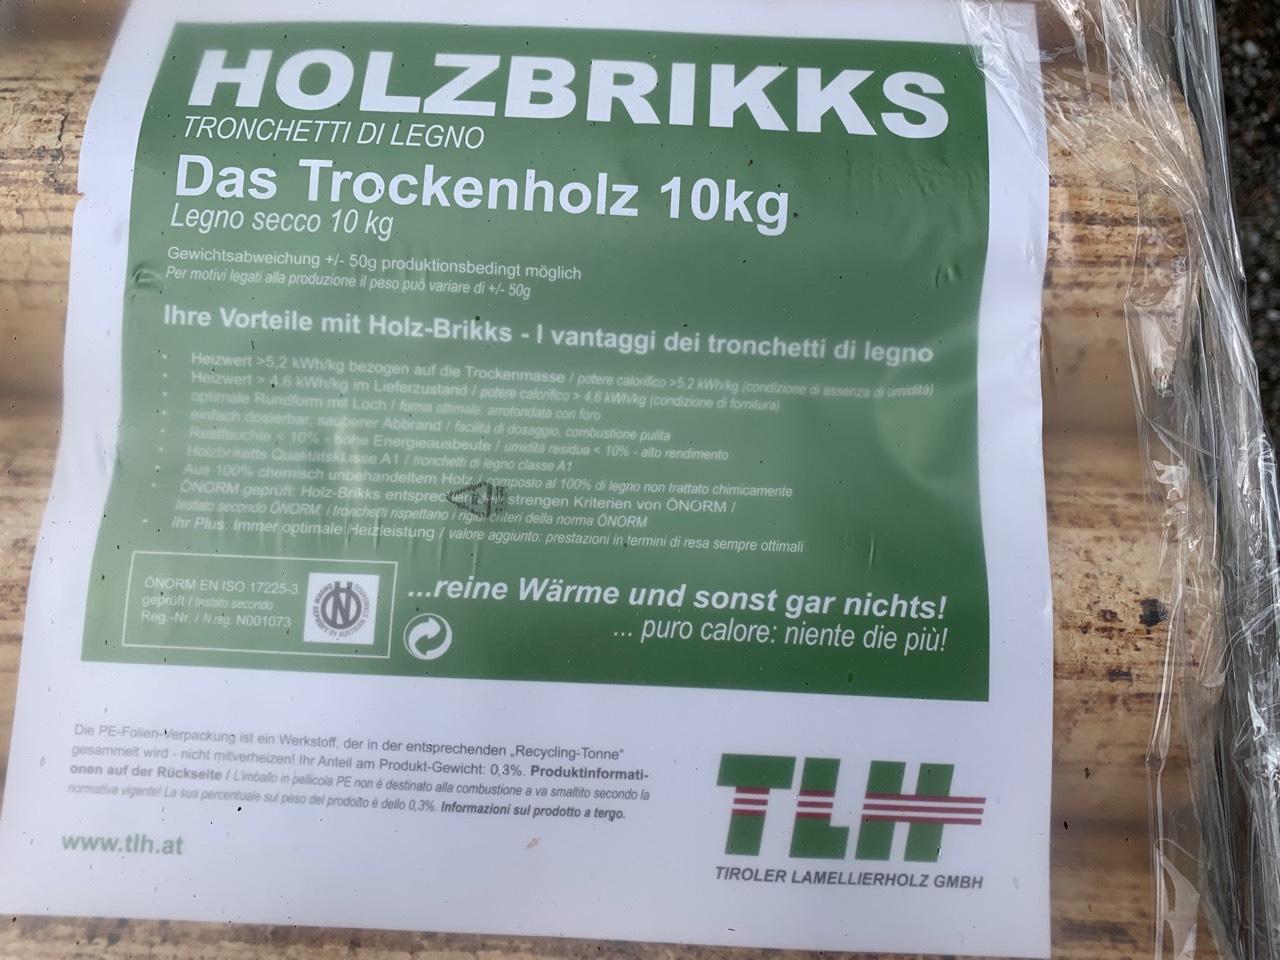 HOLZBRIKKS
TRONCHETTI DI LEGNO
Das Trockenholz 10kg
Legno secco 10 kg
Gewichtsabweichung +/- 50g produktionsbedingt möglich
Per motivi legati alla produzione il peso può variare di +/- 50g
Ihre Vorteile mit Holz-Brikks - I vantaggi dei tronchetti di legno
• Heizwert >5,2 kWh/kg bezogen auf die Trockenmasse / potere calorifico >5.2 kWh/kg (condizione di assenza di umidità)
• Heizwert > 4,6 kWh/kg im Lieferzustand / potere calorifico > 4,6 kWh/kg (condizione di fornitura)
• optimale Rundform mit Loch / forma ottimale: arrotondata con foro
• einfach dosierbar, sauberer Abbrand / facilità di dosaggio, combustione pulita
• Restfeuchte < 10% - hohe Energieausbeute / umidità residua < 10% - alto rendimento
• Holzbriketts Qualitätsklasse A1 / tronchetti di legno classe A1
• Aus 100% chemisch unbehandeltem Holz / composto al 100% di legno non trattato chimicamente
• ÖNORM geprüft: Holz-Brikks strengen Kriterien von ÖNORM /
testato secondo ÖNORM: i tronchetti rispettano i rigidi criteri della norma ÖNORM
• Ihr Plus: Immer optimale Heizleistung / valore aggiunto: prestazioni in termini di resa sempre ottimali
ÖNORM EN ISO 17225-3
geprüft / testato secondo
Reg.-Nr. / N.reg. N001073
...reine Wärme und sonst gar nichts!
... puro calore: niente die più!
Die PE-Folien-Verpackung ist ein Werkstoff, der in der entsprechenden „Recycling-Tonne“
gesammelt wird - nicht mitverheizen! Ihr Anteil am Produkt-Gewicht: 0,3%. Produktinformati-
onen auf der Rückseite / L'imballo in pellicola PE non é destinato alla combustione a va smaltito secondo la
normativa vigente! La sua percentuale sul peso del prodolto é dello 0,3%. Informazioni sul prodotto a tergo.
www.tlh.at
TLH
TIROLER LAMELLIERHOLZ GMBH